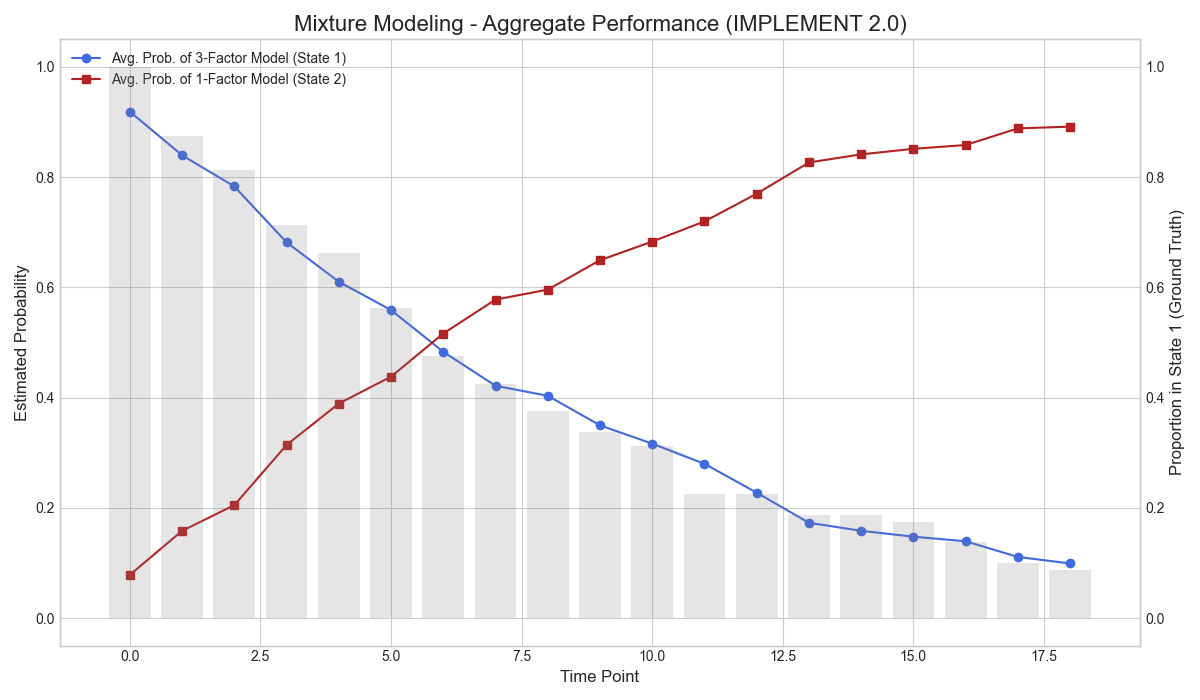 Mixture Modeling - Aggregate Performance (IMPLEMENT 2.0)
Avg. Prob. of 3-Factor Model (State 1)
Avg. Prob. of 1-Factor Model (State 2)
Estimated Probability
1.0
0.8
0.6
0.4
0.2
0.0
0.0 2.5 5.0 7.5 10.0 12.5 15.0 17.5
Time Point
1.0
0.8
0.6
0.4
0.2
0.0
Proportion in State 1 (Ground Truth)